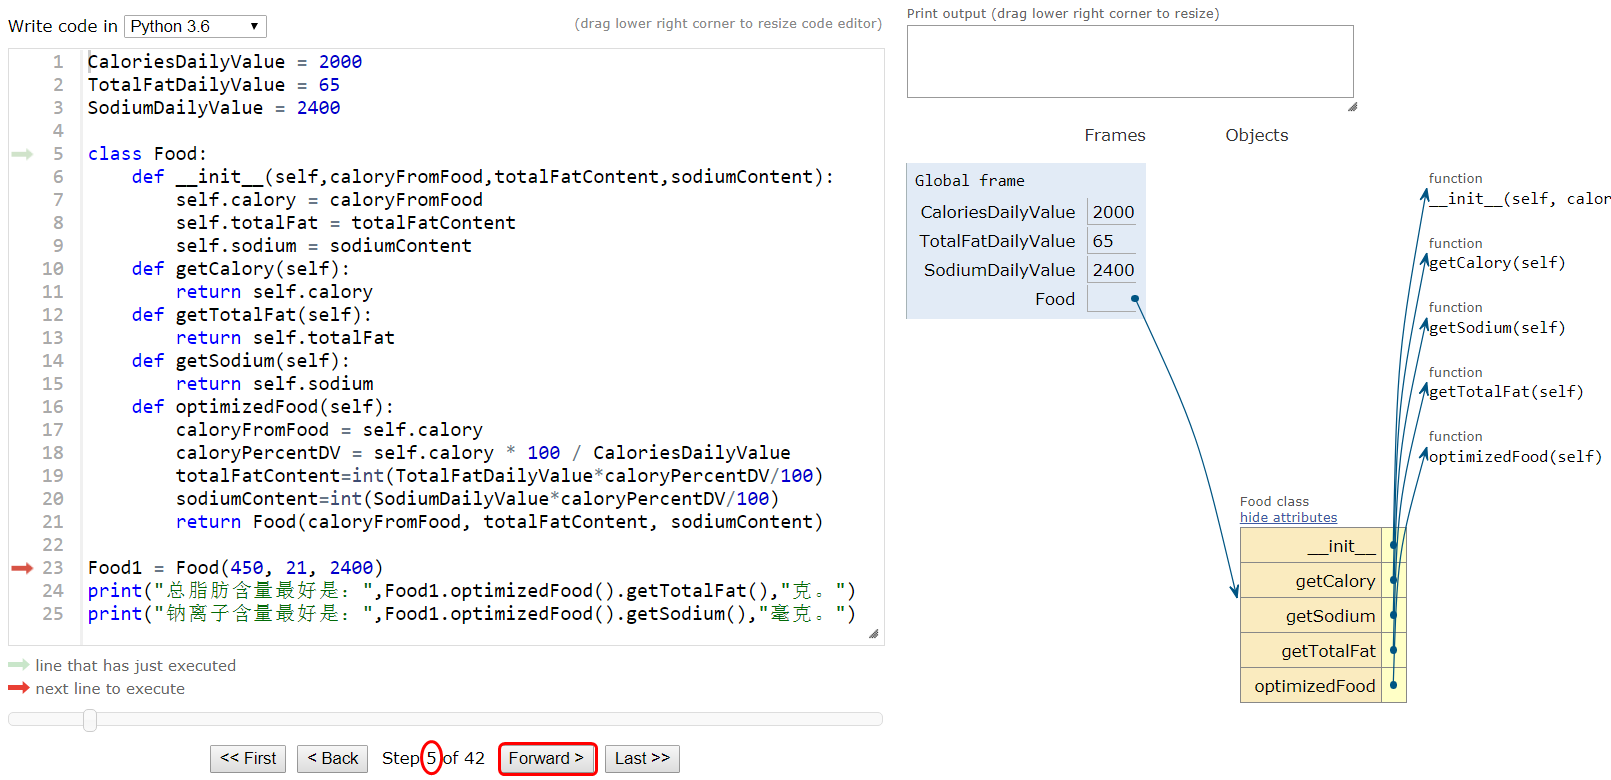 Write code in Python 3.6
(drag lower right corner to resize code editor)
1 CaloriesDailyValue = 2000
2 TotalFatDailyValue = 65
3 SodiumDailyValue = 2400
4
5 class Food:
6     def __init__(self,caloryFromFood,totalFatContent,sodiumContent):
7         self.calory = caloryFromFood
8         self.totalFat = totalFatContent
9         self.sodium = sodiumContent
10     def getCalory(self):
11         return self.calory
12     def getTotalFat(self):
13         return self.totalFat
14     def getSodium(self):
15         return self.sodium
16     def optimizedFood(self):
17         caloryFromFood = self.calory
18         caloryPercentDV = self.calory * 100 / CaloriesDailyValue
19         totalFatContent=int(TotalFatDailyValue*caloryPercentDV/100)
20         sodiumContent=int(SodiumDailyValue*caloryPercentDV/100)
21         return Food(caloryFromFood, totalFatContent, sodiumContent)
22
23 Food1 = Food(450, 21, 2400)
24 print("总脂肪含量最好是：",Food1.optimizedFood().getTotalFat(),"克。")
25 print("钠离子含量最好是：",Food1.optimizedFood().getSodium(),"毫克。")
line that has just executed
next line to execute
<< First < Back Step 5 of 42 Forward > Last >>
Print output (drag lower right corner to resize)
Frames Objects
Global frame
CaloriesDailyValue 2000
TotalFatDailyValue 65
SodiumDailyValue 2400
Food
function
__init__(self, calor
function
getCalory(self)
function
getSodium(self)
function
getTotalFat(self)
function
optimizedFood(self)
Food class
hide attributes
__init__
getCalory
getSodium
getTotalFat
optimizedFood